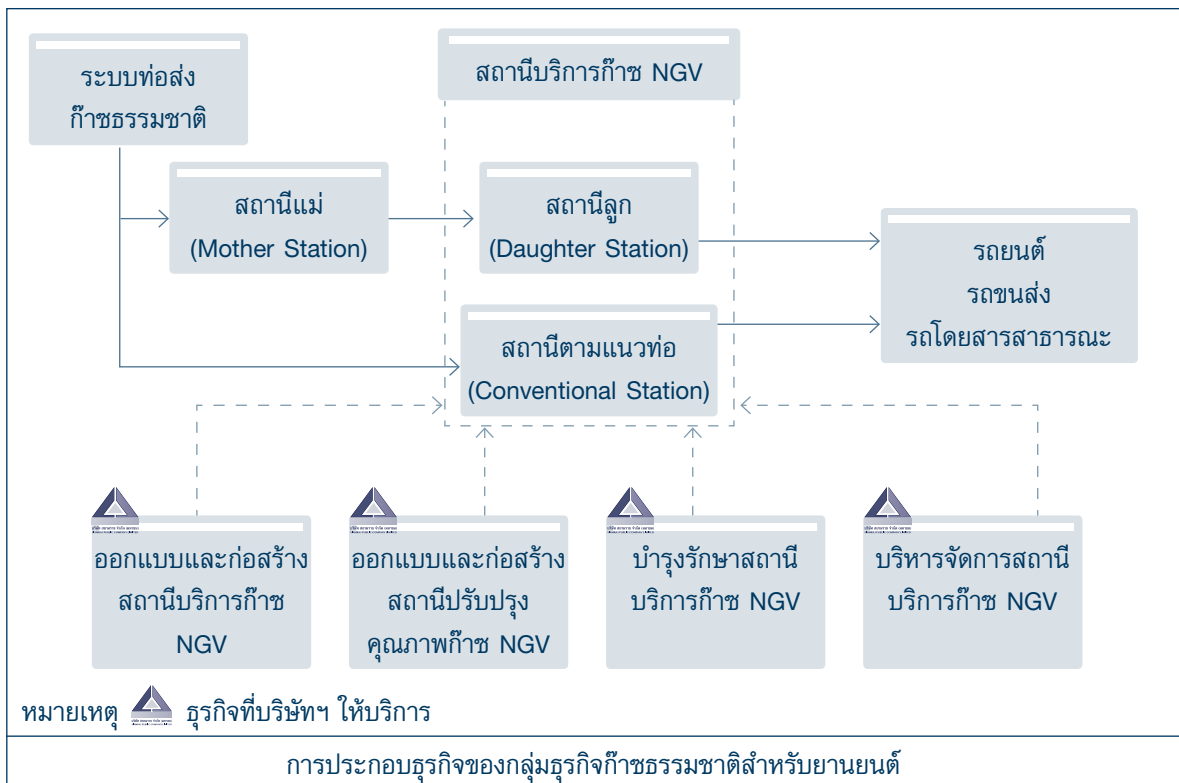 ระบบท่อส่ง
ก๊าซธรรมชาติ
สถานีบริการก๊าซ NGV
สถานีแม่
(Mother Station)
สถานีลูก
(Daughter Station)
รถยนต์
รถขนส่ง
รถโดยสารสาธารณะ
สถานีตามแนวท่อ
(Conventional Station)
ออกแบบและก่อสร้าง
สถานีบริการก๊าซ
NGV
ออกแบบและก่อสร้าง
สถานีปรับปรุง
คุณภาพก๊าซ NGV
บำรุงรักษาสถานี
บริการก๊าซ NGV
บริหารจัดการสถานี
บริการก๊าซ NGV
หมายเหตุ ธุรกิจที่บริษัทฯ ให้บริการ
การประกอบธุรกิจของกลุ่มธุรกิจก๊าซธรรมชาติสำหรับยานยนต์